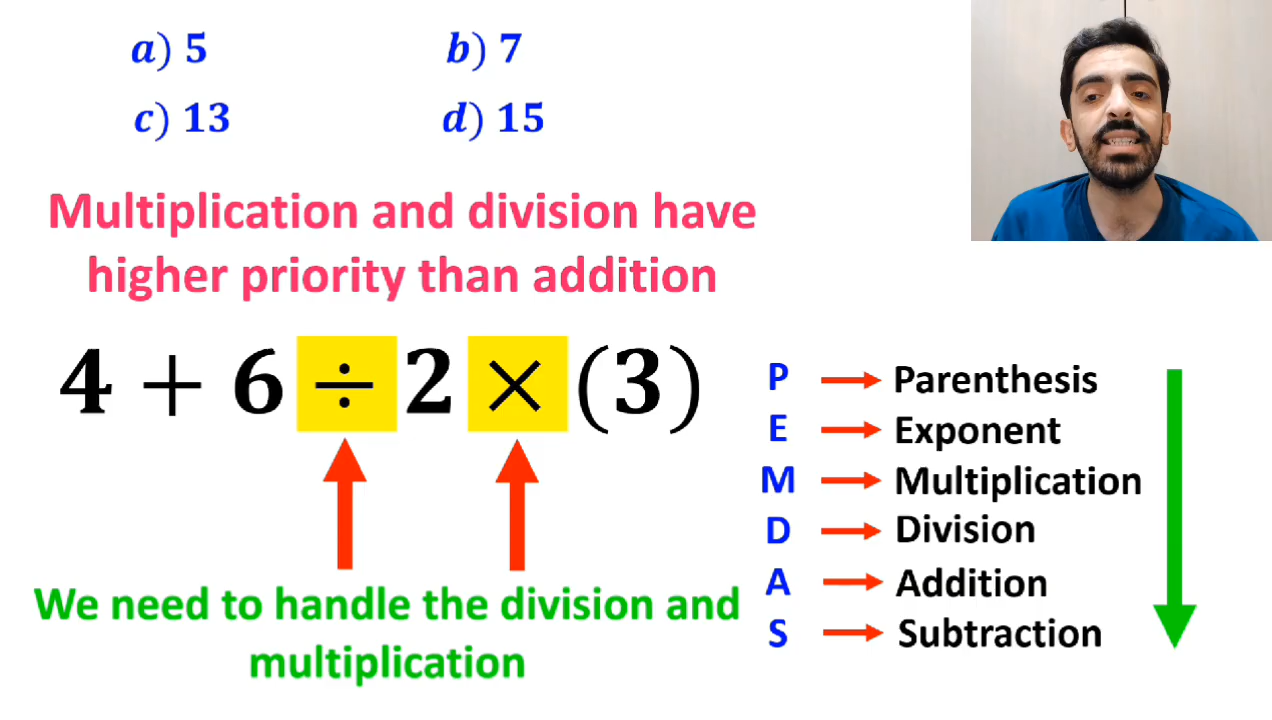 a) 5 b) 7
c) 13 d) 15
Multiplication and division have
higher priority than addition
4 + 6 ÷ 2 × (3)
P → Parenthesis
E → Exponent
M → Multiplication
D → Division
A → Addition
S → Subtraction
We need to handle the division and
multiplication